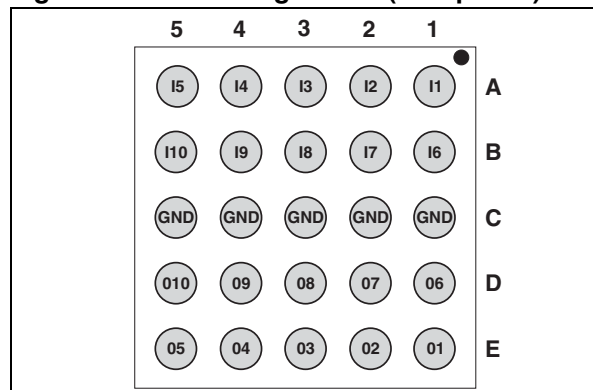 5 4 3 2 1
I5 I4 I3 I2 I1 A
I10 I9 I8 I7 I6 B
GND GND GND GND GND C
010 09 08 07 06 D
05 04 03 02 01 E